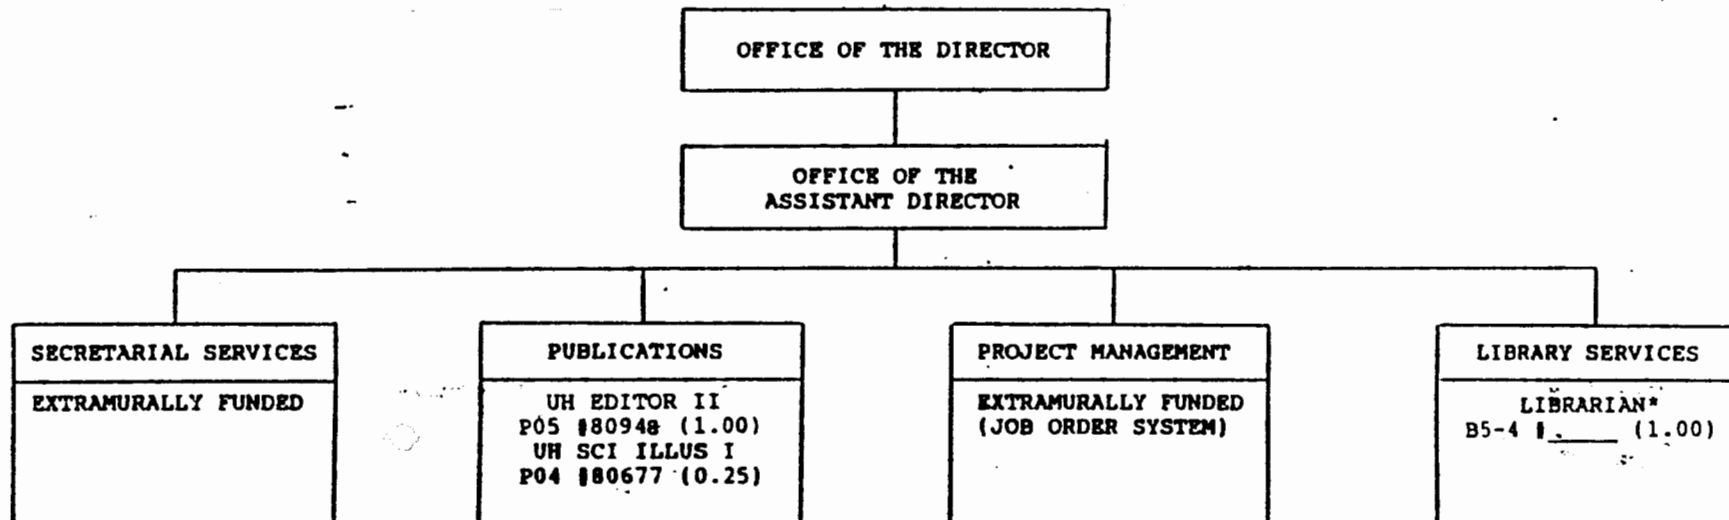 OFFICE OF THE DIRECTOR
OFFICE OF THE
ASSISTANT DIRECTOR
SECRETARIAL SERVICES
EXTRAMURALLY FUNDED
PUBLICATIONS
UH EDITOR II
P05 #80948 (1.00)
UH SCI ILLUS I
P04 #80677 (0.25)
PROJECT MANAGEMENT
EXTRAMURALLY FUNDED
(JOB ORDER SYSTEM)
LIBRARY SERVICES
LIBRARIAN*
B5-4 #_____ (1.00)